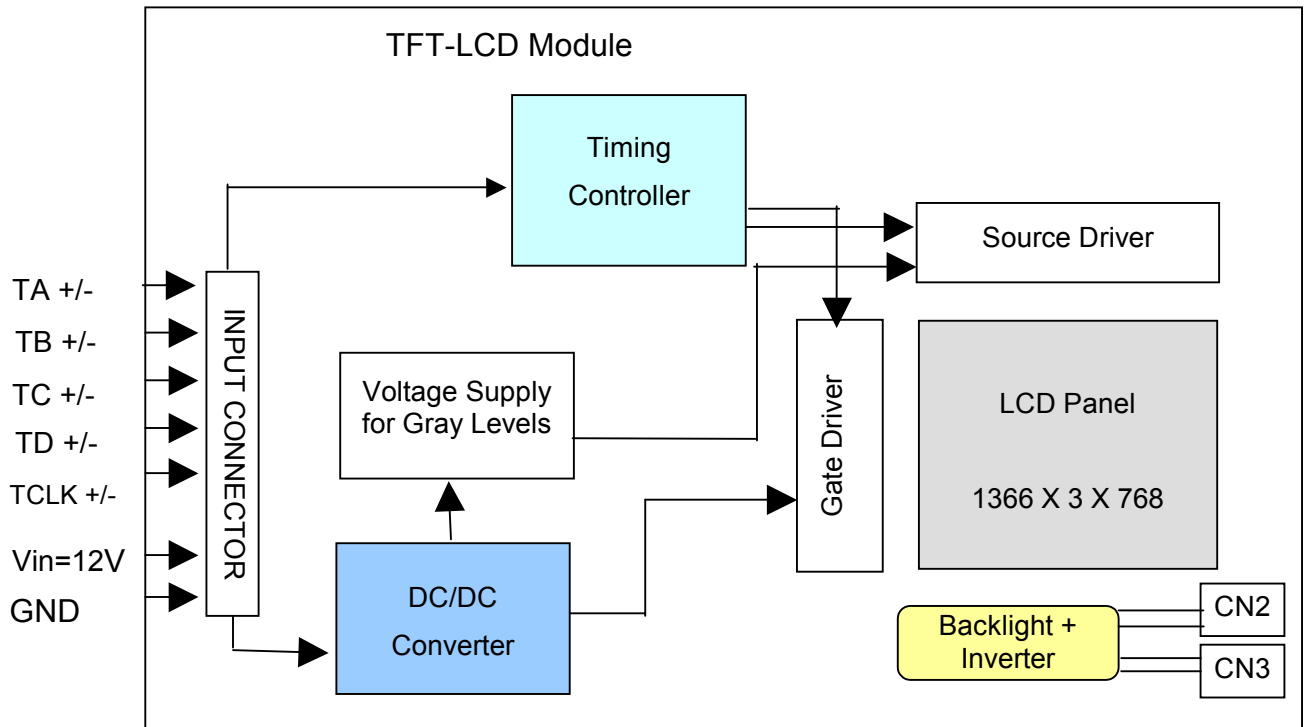 TFT-LCD Module
Timing
Controller
Source Driver
TA +/-
TB +/-
TC +/-
TD +/-
TCLK +/-
Vin=12V
GND
INPUT CONNECTOR
Voltage Supply
for Gray Levels
Gate Driver
LCD Panel
1366 X 3 X 768
DC/DC
Converter
Backlight +
Inverter
CN2
CN3